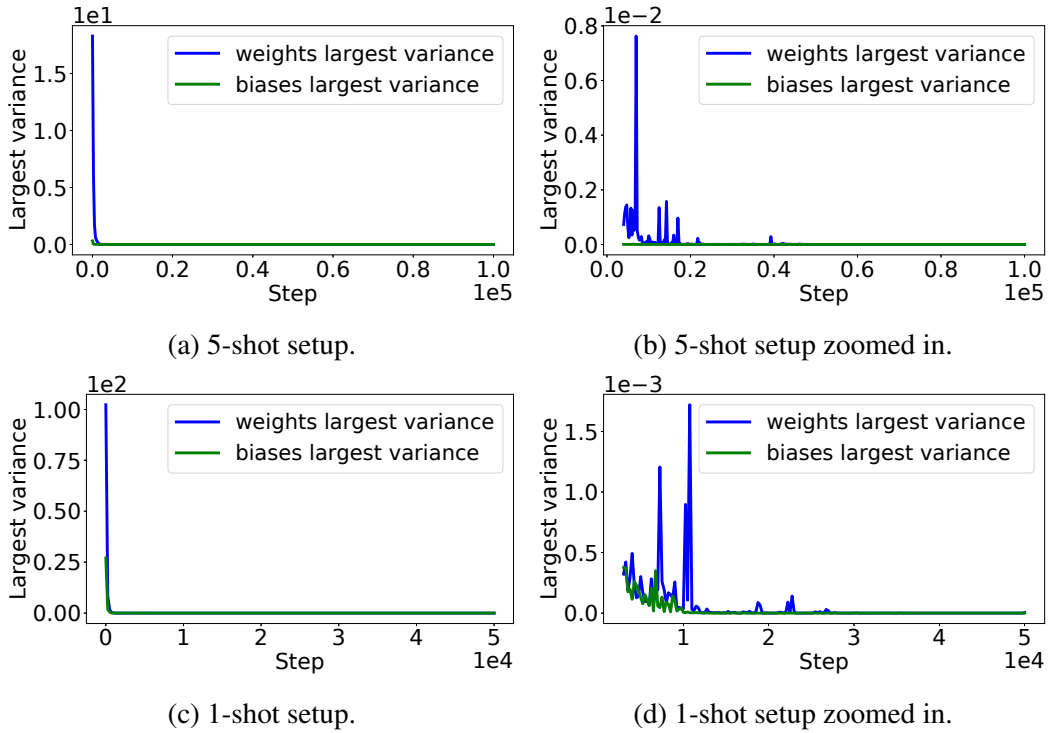 1e1
weights largest variance
biases largest variance
Largest variance
1.5
1.0
0.5
0.0
0.0 0.2 0.4 0.6 0.8 1.0
Step
1e5
(a) 5-shot setup.
1e−2
weights largest variance
biases largest variance
Largest variance
0.8
0.6
0.4
0.2
0.0
0.0 0.2 0.4 0.6 0.8 1.0
Step
1e5
(b) 5-shot setup zoomed in.
1e2
weights largest variance
biases largest variance
Largest variance
1.00
0.75
0.50
0.25
0.00
0 1 2 3 4 5
Step
1e4
(c) 1-shot setup.
1e−3
weights largest variance
biases largest variance
Largest variance
1.5
1.0
0.5
0.0
1 2 3 4 5
Step
1e4
(d) 1-shot setup zoomed in.